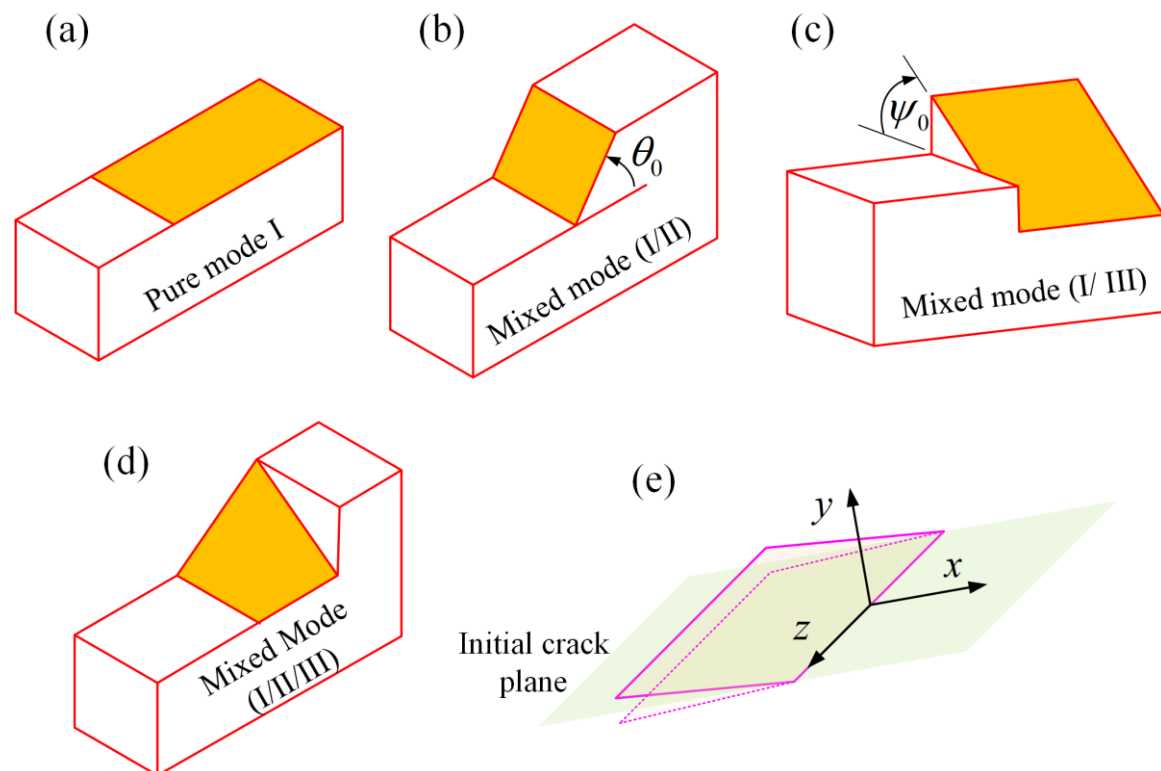 (a)
Pure mode I
(b)
θ0
Mixed mode (I/II)
(c)
ψ0
Mixed mode (I/ III)
(d)
Mixed Mode
(I/II/III)
(e)
y
x
z
Initial crack
plane